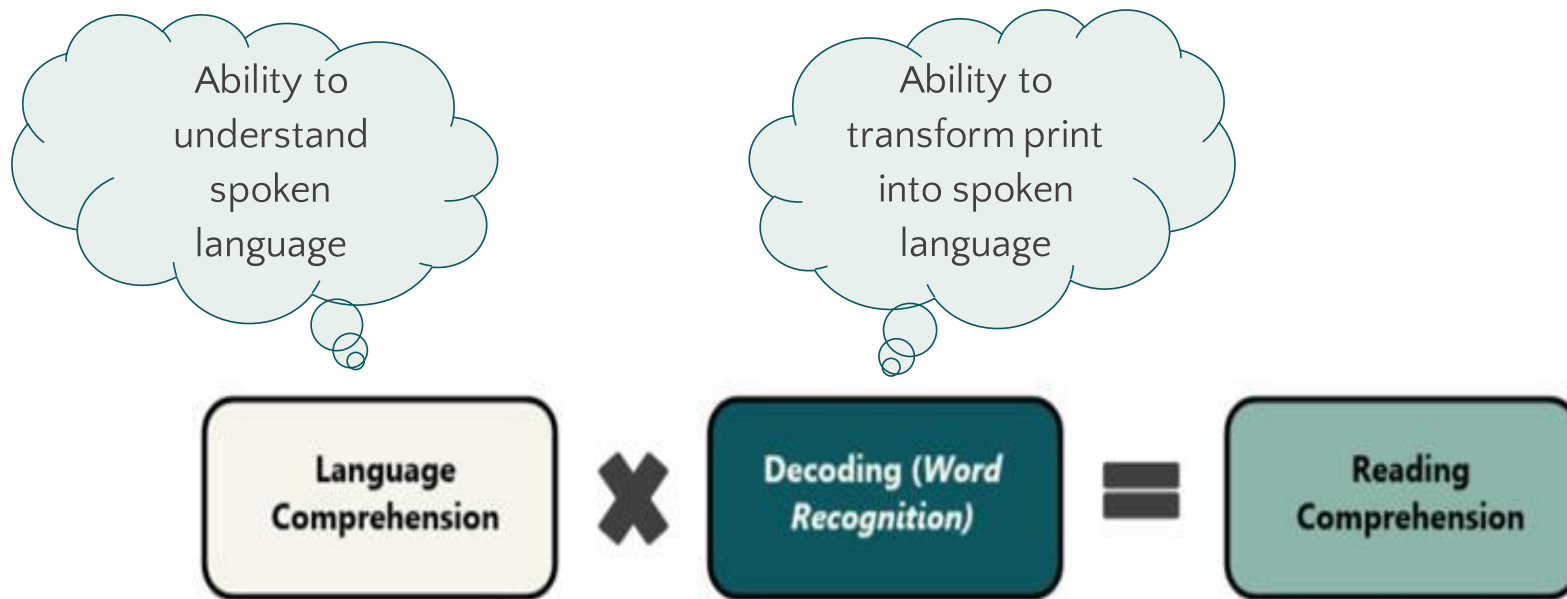 Ability to
understand
spoken
language
Ability to
transform print
into spoken
language
Language
Comprehension
Decoding (Word
Recognition)
Reading
Comprehension